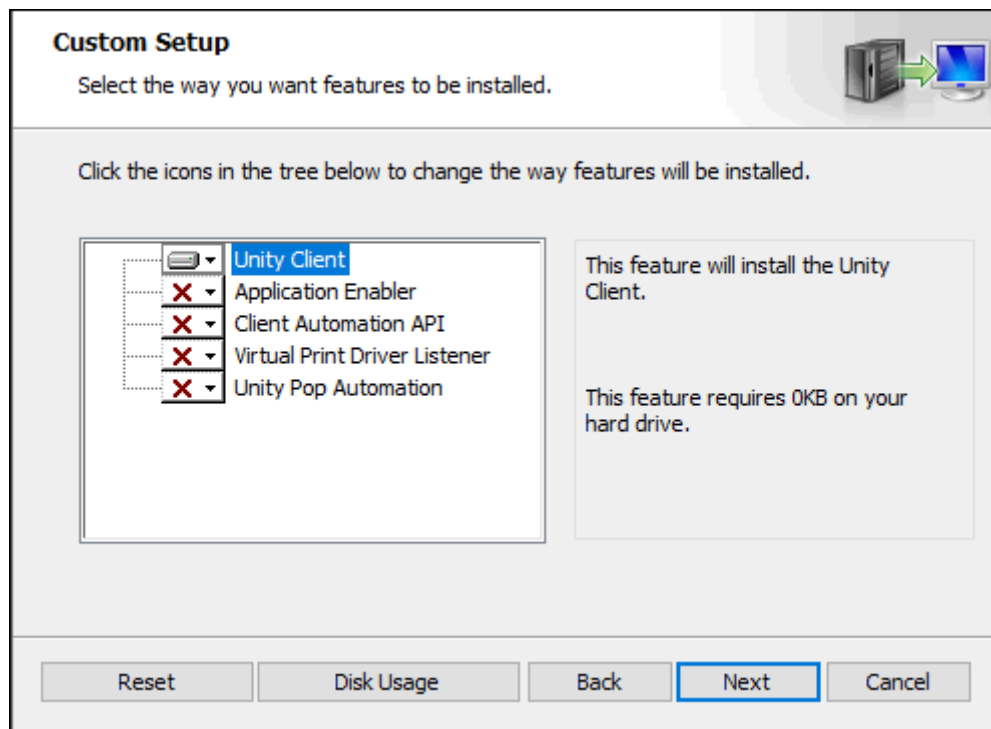 Custom Setup
Select the way you want features to be installed.
Click the icons in the tree below to change the way features will be installed.
Unity Client
Application Enabler
Client Automation API
Virtual Print Driver Listener
Unity Pop Automation
This feature will install the Unity
Client.
This feature requires 0KB on your
hard drive.
Reset
Disk Usage
Back
Next
Cancel